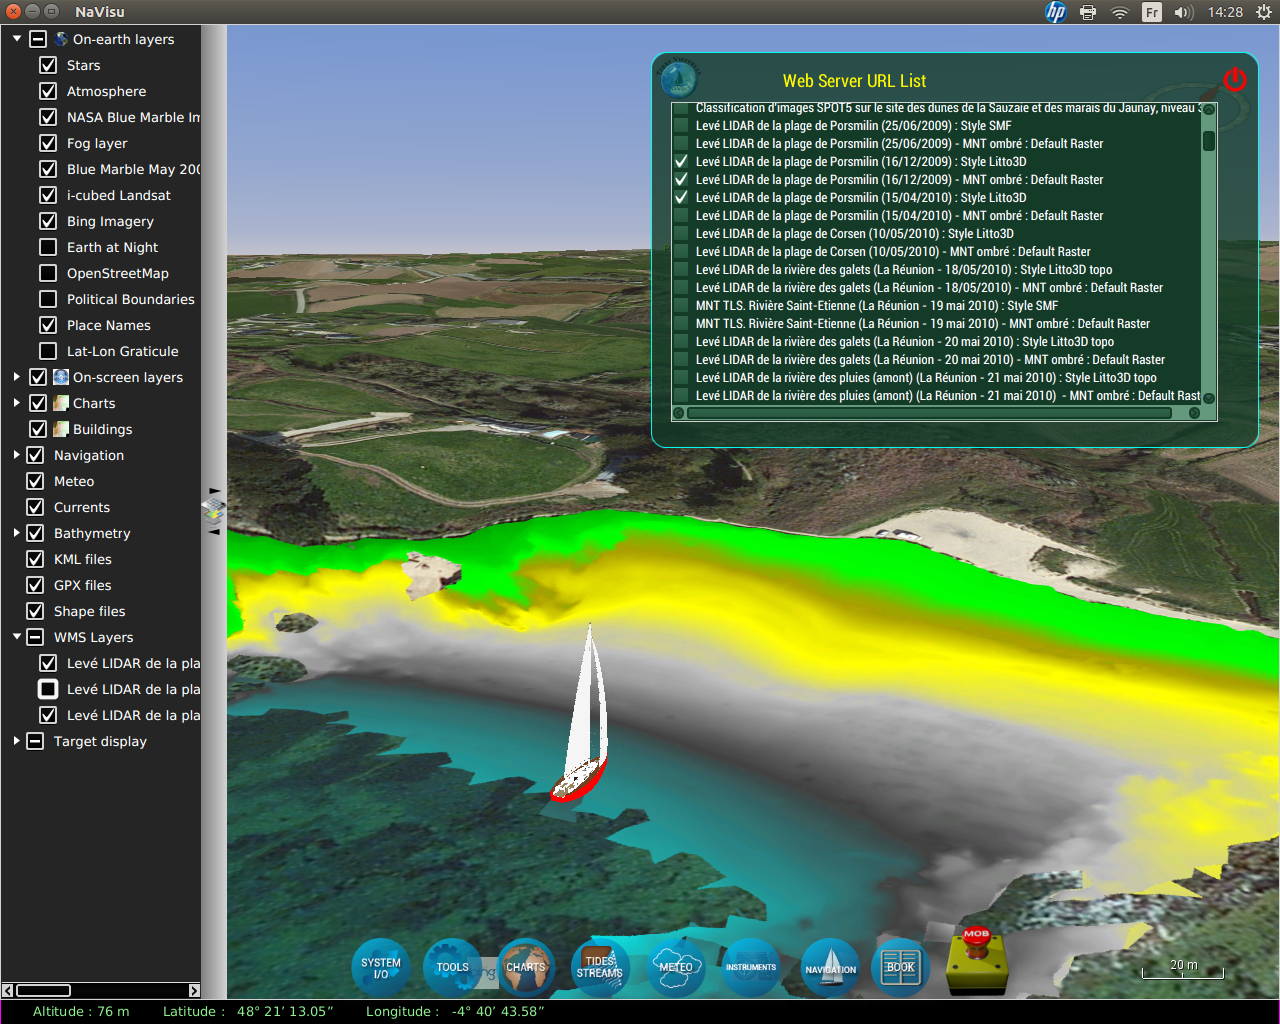 NaVisu
Fr
14:28
On-earth layers
Stars
Atmosphere
NASA Blue Marble Im
Fog layer
Blue Marble May 200
i-cubed Landsat
Bing Imagery
Earth at Night
OpenStreetMap
Political Boundaries
Place Names
Lat-Lon Graticule
On-screen layers
Charts
Buildings
Navigation
Meteo
Currents
Bathymetry
KML files
GPX files
Shape files
WMS Layers
Levé LIDAR de la pla
Levé LIDAR de la pla
Levé LIDAR de la pla
Target display
Web Server URL List
Classification d'images SPOT5 sur le site des dunes de la Sauzaie et des marais du Jaunay, niveau 3
Levé LIDAR de la plage de Porsmilin (25/06/2009) : Style SMF
Levé LIDAR de la plage de Porsmilin (25/06/2009) - MNT ombré : Default Raster
Levé LIDAR de la plage de Porsmilin (16/12/2009) : Style Litto3D
Levé LIDAR de la plage de Porsmilin (16/12/2009) - MNT ombré : Default Raster
Levé LIDAR de la plage de Porsmilin (15/04/2010) : Style Litto3D
Levé LIDAR de la plage de Porsmilin (15/04/2010) - MNT ombré : Default Raster
Levé LIDAR de la plage de Corsen (10/05/2010) : Style Litto3D
Levé LIDAR de la plage de Corsen (10/05/2010) - MNT ombré : Default Raster
Levé LIDAR de la rivière des galets (La Réunion - 18/05/2010) : Style Litto3D topo
Levé LIDAR de la rivière des galets (La Réunion - 18/05/2010) - MNT ombré : Default Raster
MNT TLS. Rivière Saint-Etienne (La Réunion - 19 mai 2010) : Style SMF
MNT TLS. Rivière Saint-Etienne (La Réunion - 19 mai 2010) - MNT ombré : Default Raster
Levé LIDAR de la rivière des galets (La Réunion - 20 mai 2010) : Style Litto3D topo
Levé LIDAR de la rivière des galets (La Réunion - 20 mai 2010) - MNT ombré : Default Raster
Levé LIDAR de la rivière des pluies (amont) (La Réunion - 21 mai 2010) : Style Litto3D topo
Levé LIDAR de la rivière des pluies (amont) (La Réunion - 21 mai 2010) - MNT ombré : Default Rast
SYSTEM I/O
TOOLS
CHARTS
TIDES STREAMS
METEO
INSTRUMENTS
NAVIGATION
BOOK
MOB
20 m
Altitude : 76 m Latitude : 48° 21' 13.05" Longitude : -4° 40' 43.58"